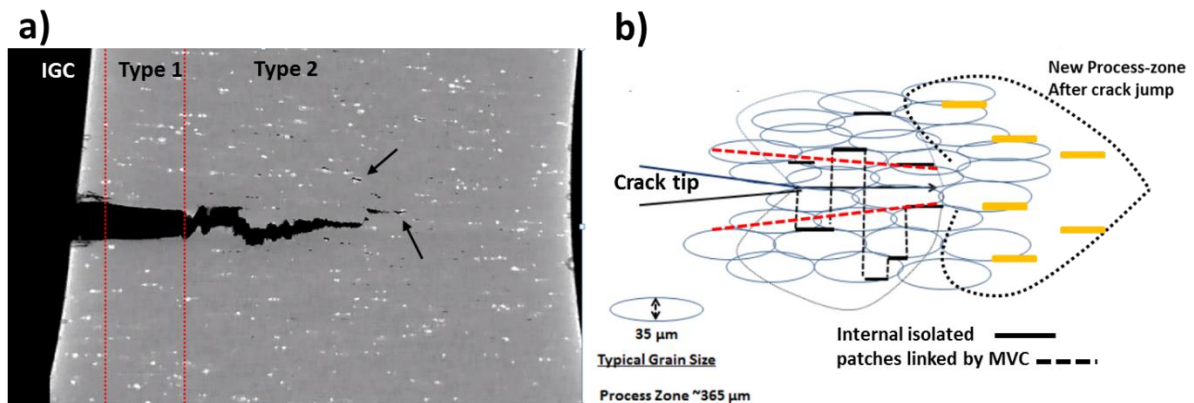 a)
IGC
Type 1
Type 2
b)
New Process-zone
After crack jump
Crack tip
35 µm
Typical Grain Size
Process Zone ~365 µm
Internal isolated
patches linked by MVC